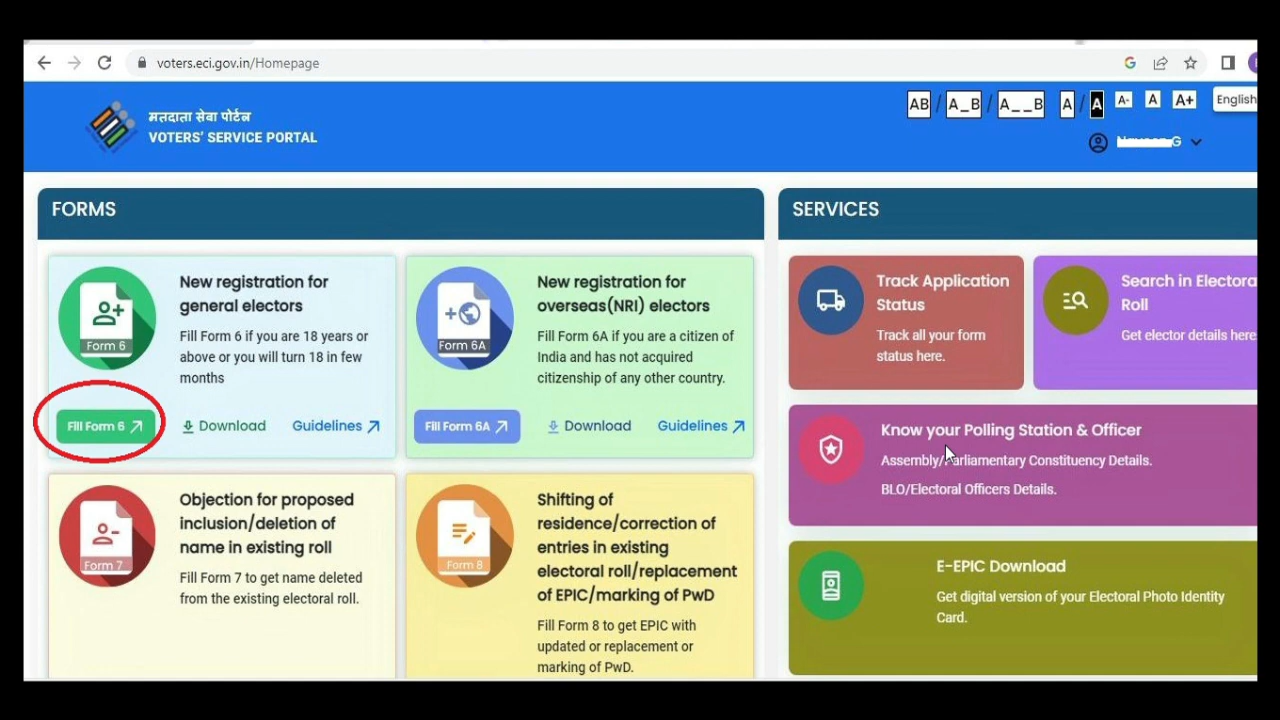 voters.eci.gov.in/Homepage
AB / A_B / A__B A / A A- A A+ English
मतदाता सेवा पोर्टल
VOTERS' SERVICE PORTAL
G
FORMS
New registration for
general electors
Fill Form 6 if you are 18 years or
above or you will turn 18 in few
months
Form 6
Fill Form 6 Download Guidelines
New registration for
overseas(NRI) electors
Fill Form 6A if you are a citizen of
India and has not acquired
citizenship of any other country.
Form 6A
Fill Form 6A Download Guidelines
Objection for proposed
inclusion/deletion of
name in existing roll
Fill Form 7 to get name deleted
from the existing electoral roll.
Form 7
Shifting of
residence/correction of
entries in existing
electoral roll/replacement
of EPIC/marking of PwD
Fill Form 8 to get EPIC with
updated or replacement or
marking of PwD.
Form 8
SERVICES
Track Application
Status
Track all your form
status here.
Search in Electora
Roll
Get elector details here
Know your Polling Station & Officer
Assembly/Parliamentary Constituency Details.
BLO/Electoral Officers Details.
E-EPIC Download
Get digital version of your Electoral Photo Identity
Card.